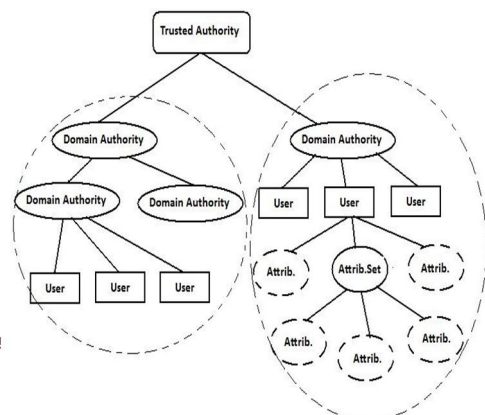 Trusted Authority
Domain Authority
Domain Authority
Domain Authority
Domain Authority
User
User
User
User
User
User
Attrib.
Attrib.Set
Attrib.
Attrib.
Attrib.
Attrib.
!